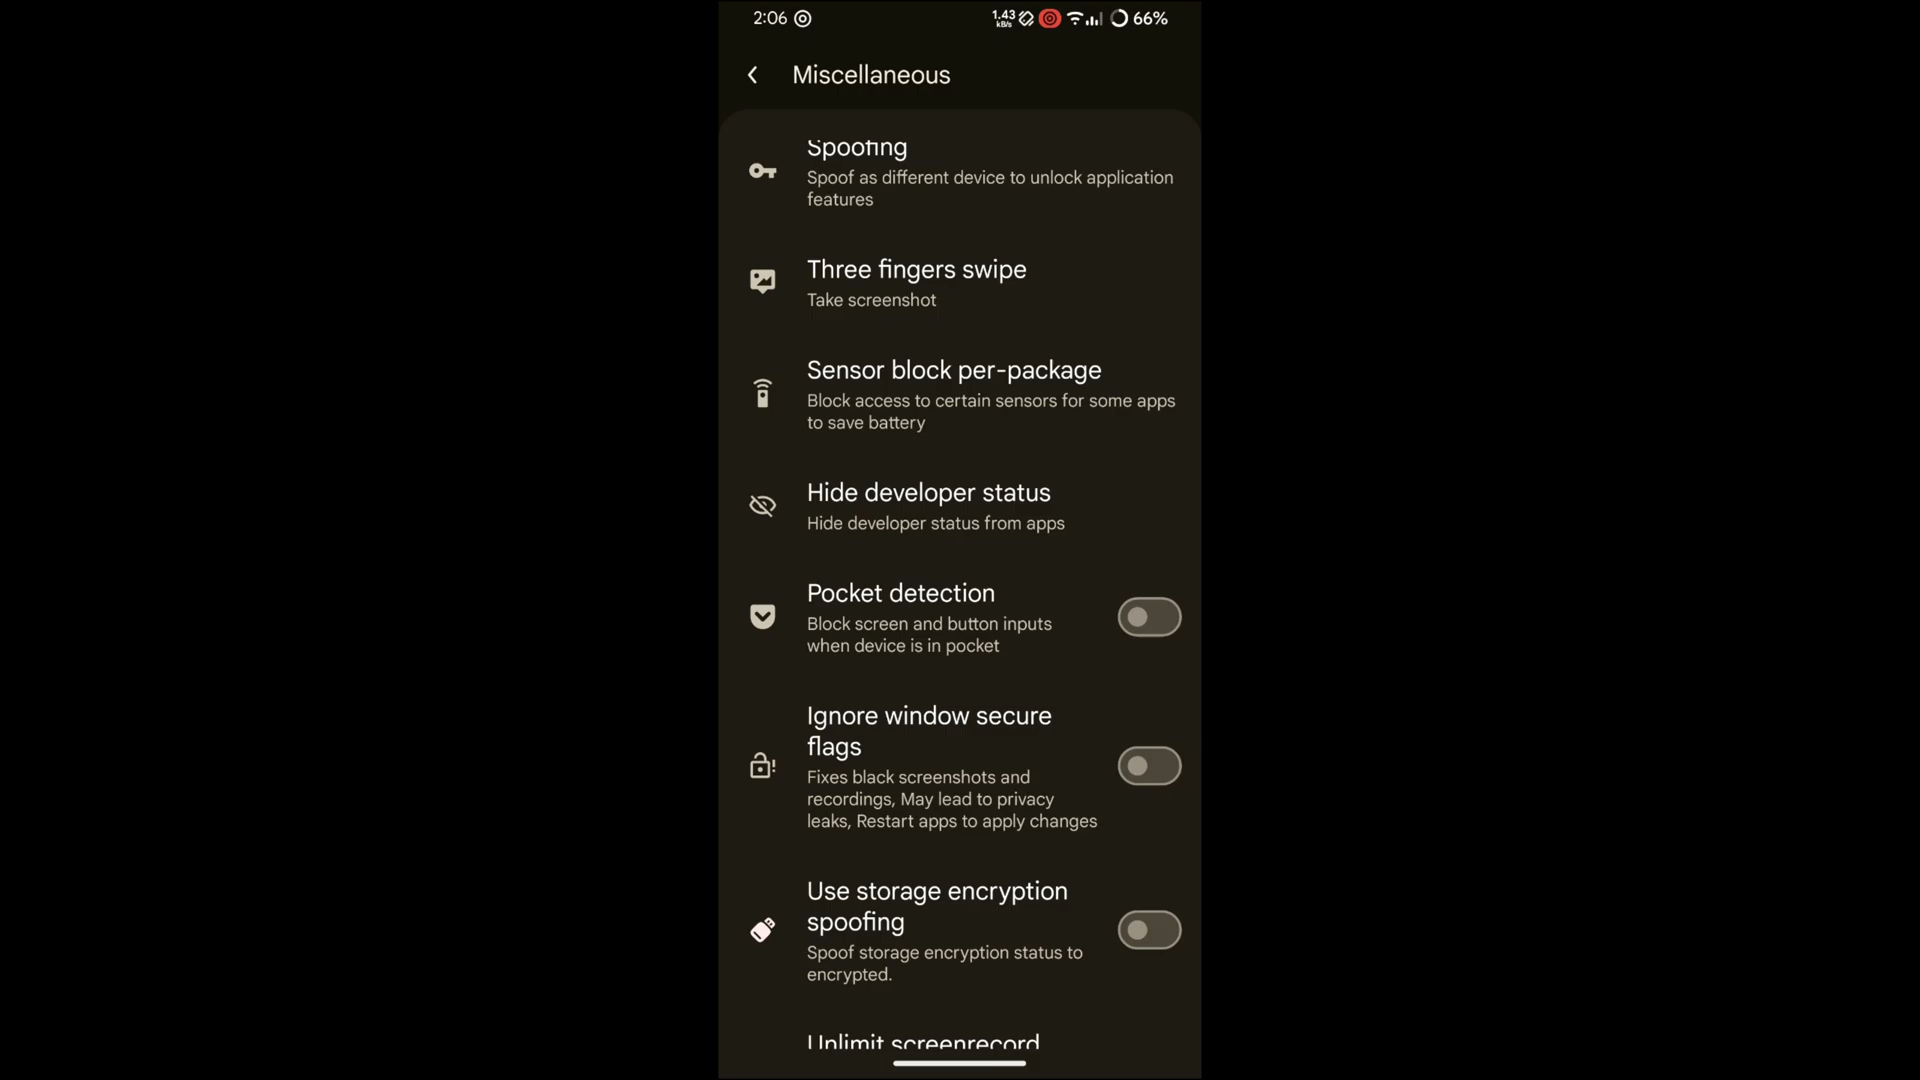 2:06
1.43
kB/s
66%
Miscellaneous
Spoofing
Spoof as different device to unlock application
features
Three fingers swipe
Take screenshot
Sensor block per-package
Block access to certain sensors for some apps
to save battery
Hide developer status
Hide developer status from apps
Pocket detection
Block screen and button inputs
when device is in pocket
Ignore window secure
flags
Fixes black screenshots and
recordings, May lead to privacy
leaks, Restart apps to apply changes
Use storage encryption
spoofing
Spoof storage encryption status to
encrypted.
Unlimit screenrecord